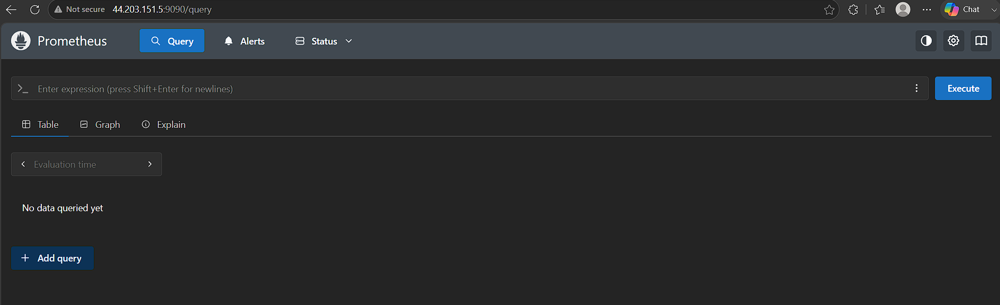 Not secure 44.203.151.5:9090/query Chat
Prometheus Query Alerts Status
Enter expression (press Shift+Enter for newlines) Execute
Table Graph Explain
Evaluation time
No data queried yet
+ Add query